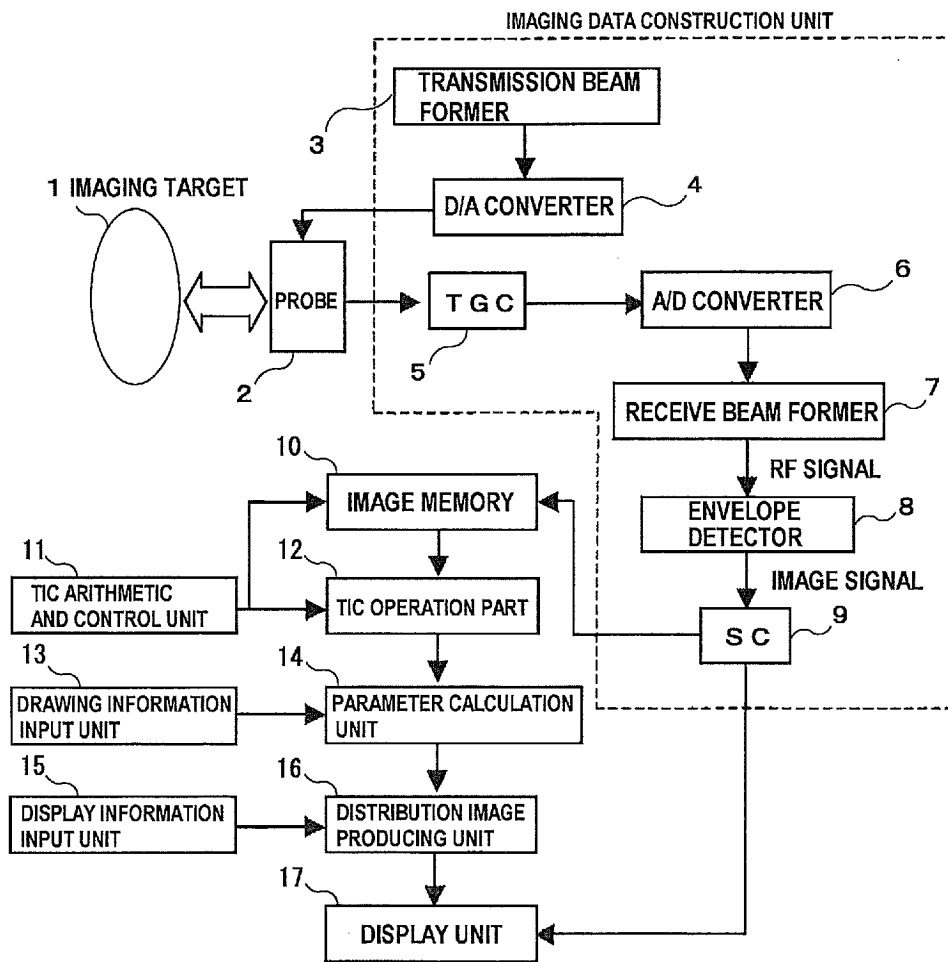 IMAGING DATA CONSTRUCTION UNIT
TRANSMISSION BEAM
FORMER
3
1 IMAGING TARGET
D/A CONVERTER
4
PROBE
2
T G C
5
A/D CONVERTER
6
RECEIVE BEAM FORMER
7
RF SIGNAL
10
IMAGE MEMORY
ENVELOPE
DETECTOR
8
11
TIC ARITHMETIC
AND CONTROL UNIT
12
TIC OPERATION PART
IMAGE SIGNAL
S C
9
13
DRAWING INFORMATION
INPUT UNIT
14
PARAMETER CALCULATION
UNIT
15
DISPLAY INFORMATION
INPUT UNIT
16
DISTRIBUTION IMAGE
PRODUCING UNIT
17
DISPLAY UNIT